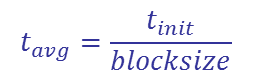 t_avg = t_init / blocksize